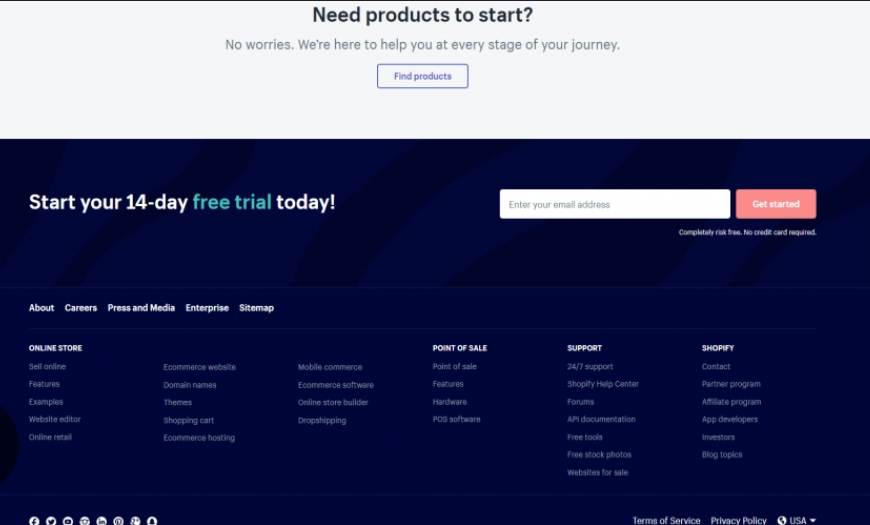 Need products to start?
No worries. We're here to help you at every stage of your journey.
Find products
Start your 14-day free trial today!
Enter your email address
Get started
Completely risk free. No credit card required.
About Careers Press and Media Enterprise Sitemap
ONLINE STORE
Sell online
Features
Examples
Website editor
Online retail
Ecommerce website
Domain names
Themes
Shopping cart
Ecommerce hosting
Mobile commerce
Ecommerce software
Online store builder
Dropshipping
POINT OF SALE
Point of sale
Features
Hardware
POS software
SUPPORT
24/7 support
Shopify Help Center
Forums
API documentation
Free tools
Free stock photos
Websites for sale
SHOPIFY
Contact
Partner program
Affiliate program
App developers
Investors
Blog topics
Terms of Service Privacy Policy USA